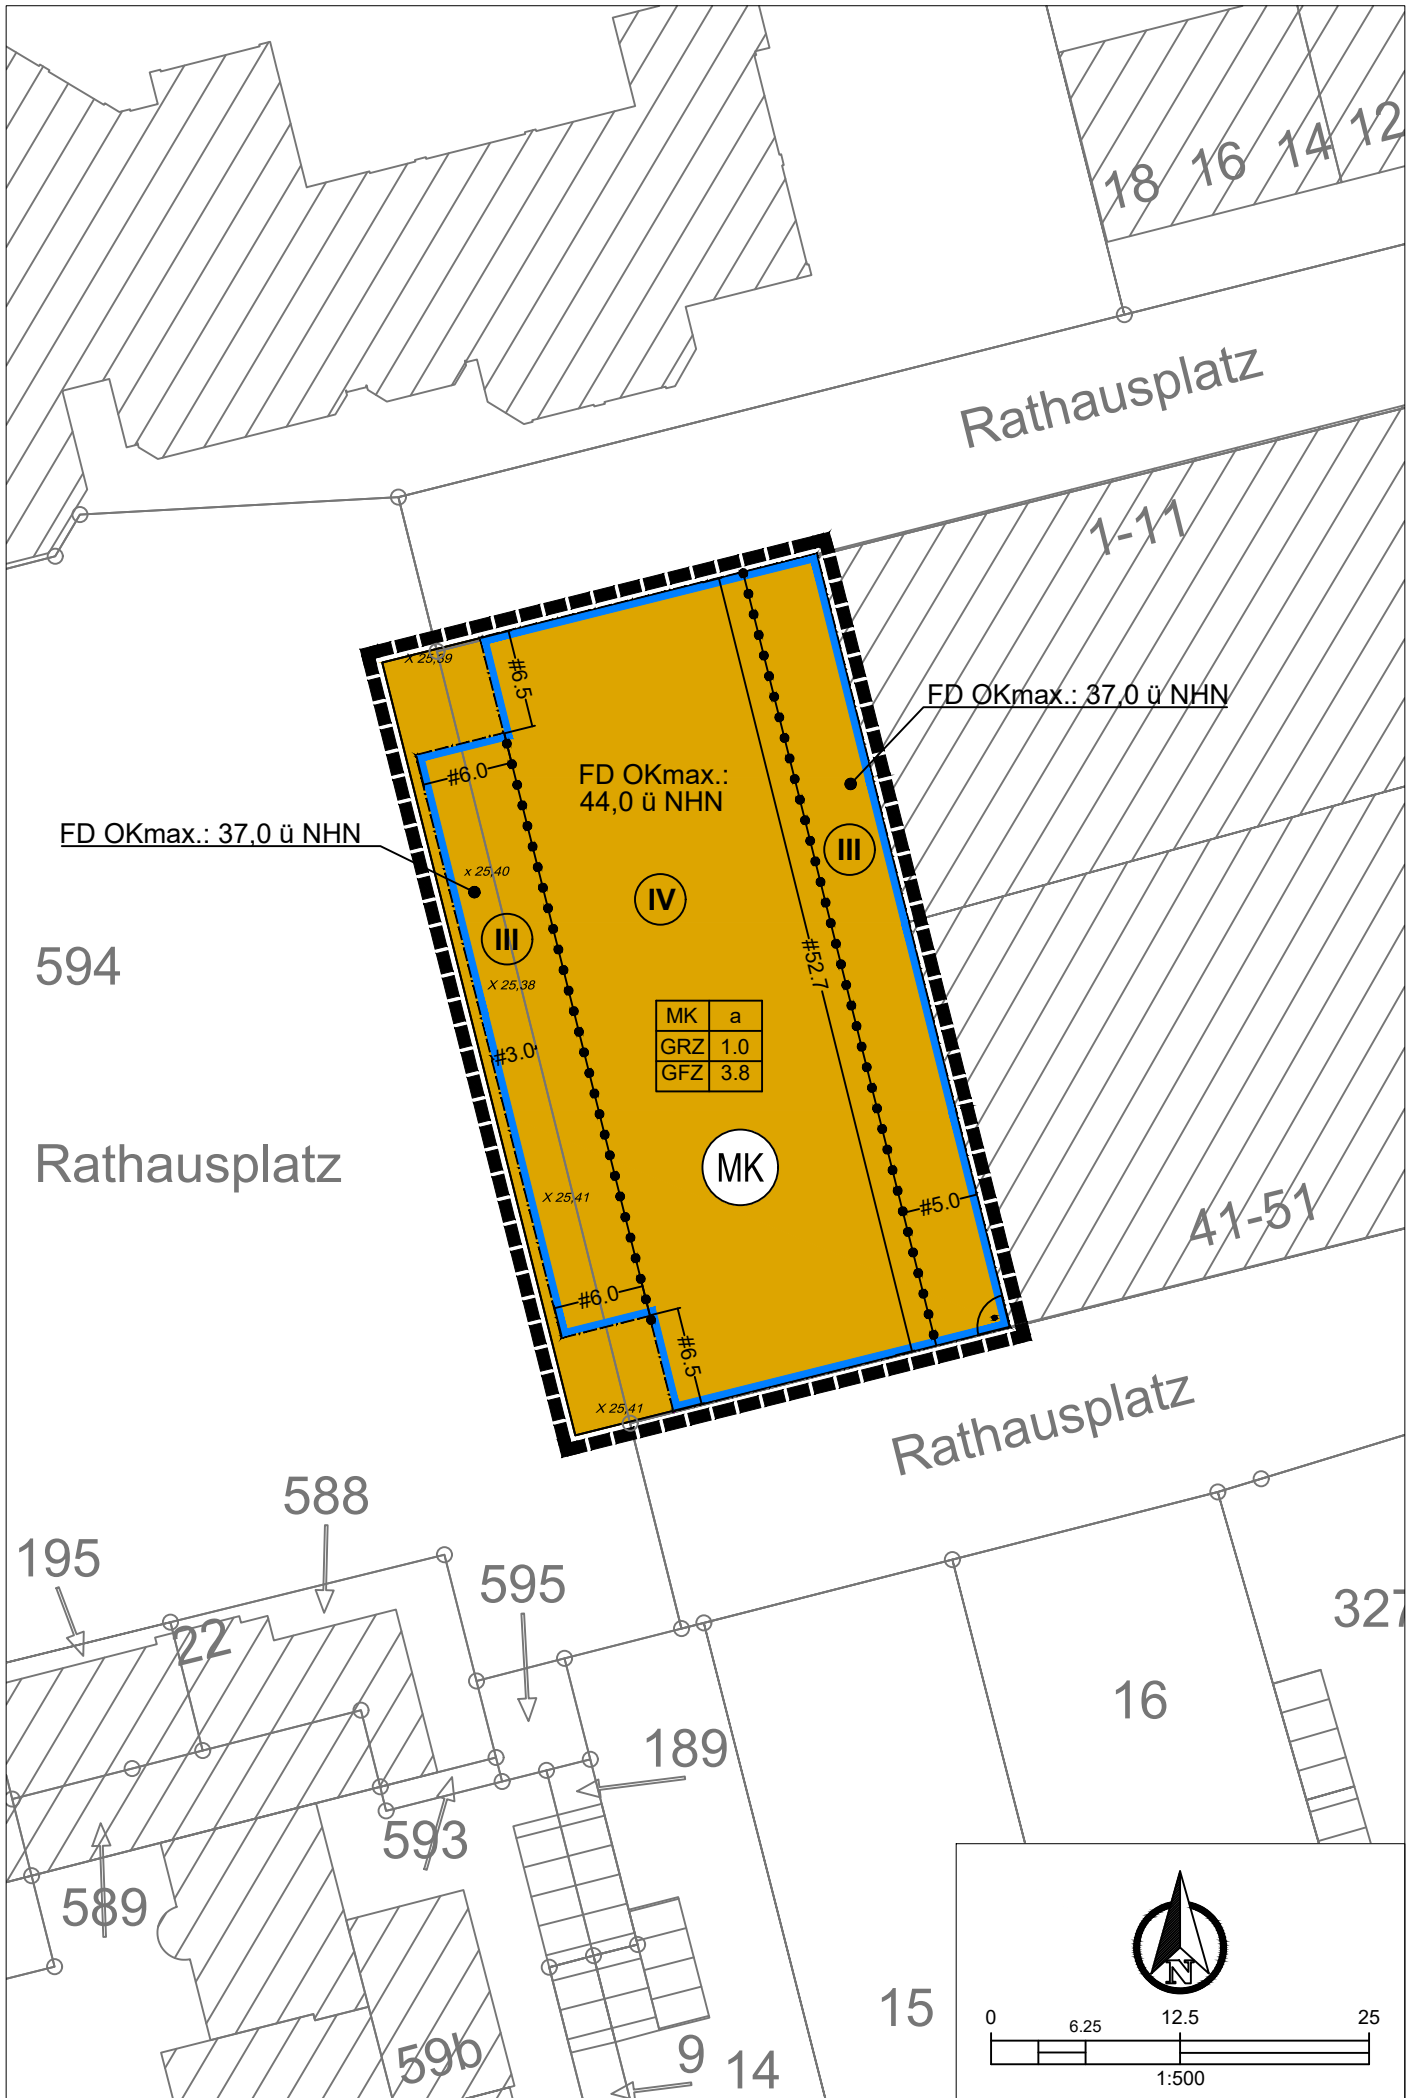 18 16 14 12
Rathausplatz
1-11
X 25,39
#6.5
FD OKmax.: 37,0 ü NHN
#6.0
FD OKmax.:
44,0 ü NHN
FD OKmax.: 37,0 ü NHN
III
x 25,40
IV
III
594
#52.7
X 25,38
MK a
GRZ 1.0
GFZ 3.8
#3.0
Rathausplatz
MK
X 25,41
#5.0
41-51
#6.0
#6.5
X 25,41
Rathausplatz
588
195
595
22
327
16
189
593
589
15
59b
9
14
N
0 6.25 12.5 25
1:500